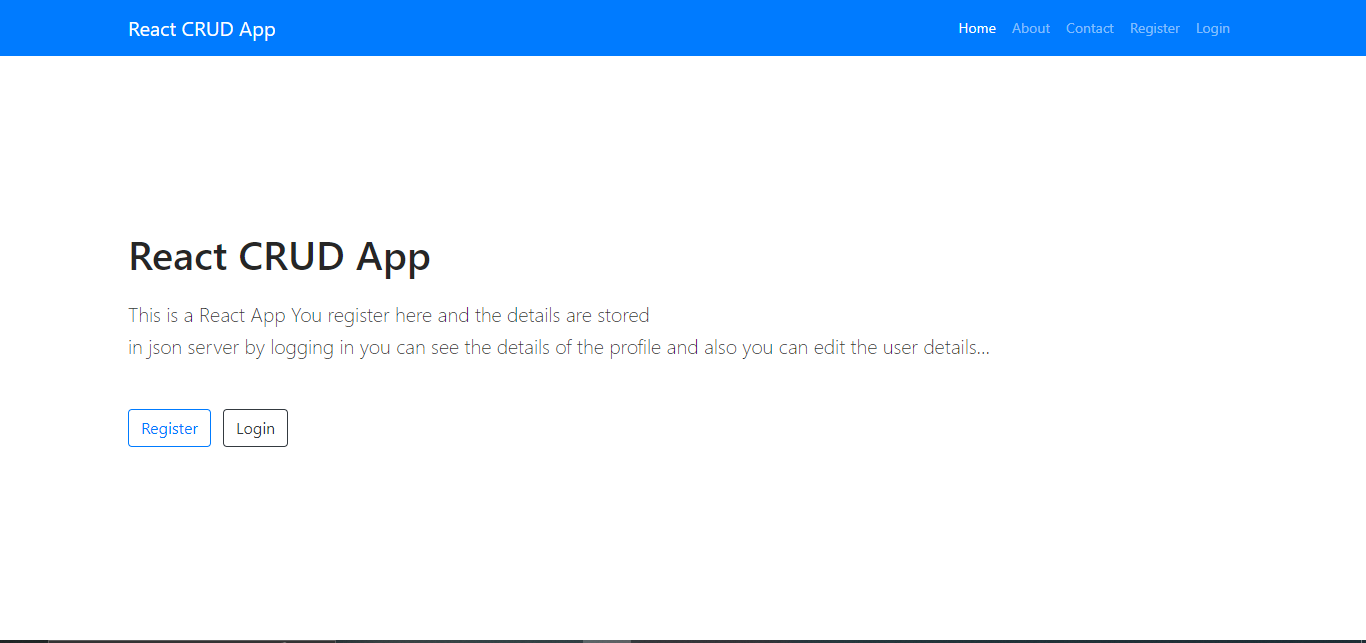 React CRUD App
Home About Contact Register Login
React CRUD App
This is a React App You register here and the details are stored
in json server by logging in you can see the details of the profile and also you can edit the user details...
Register Login